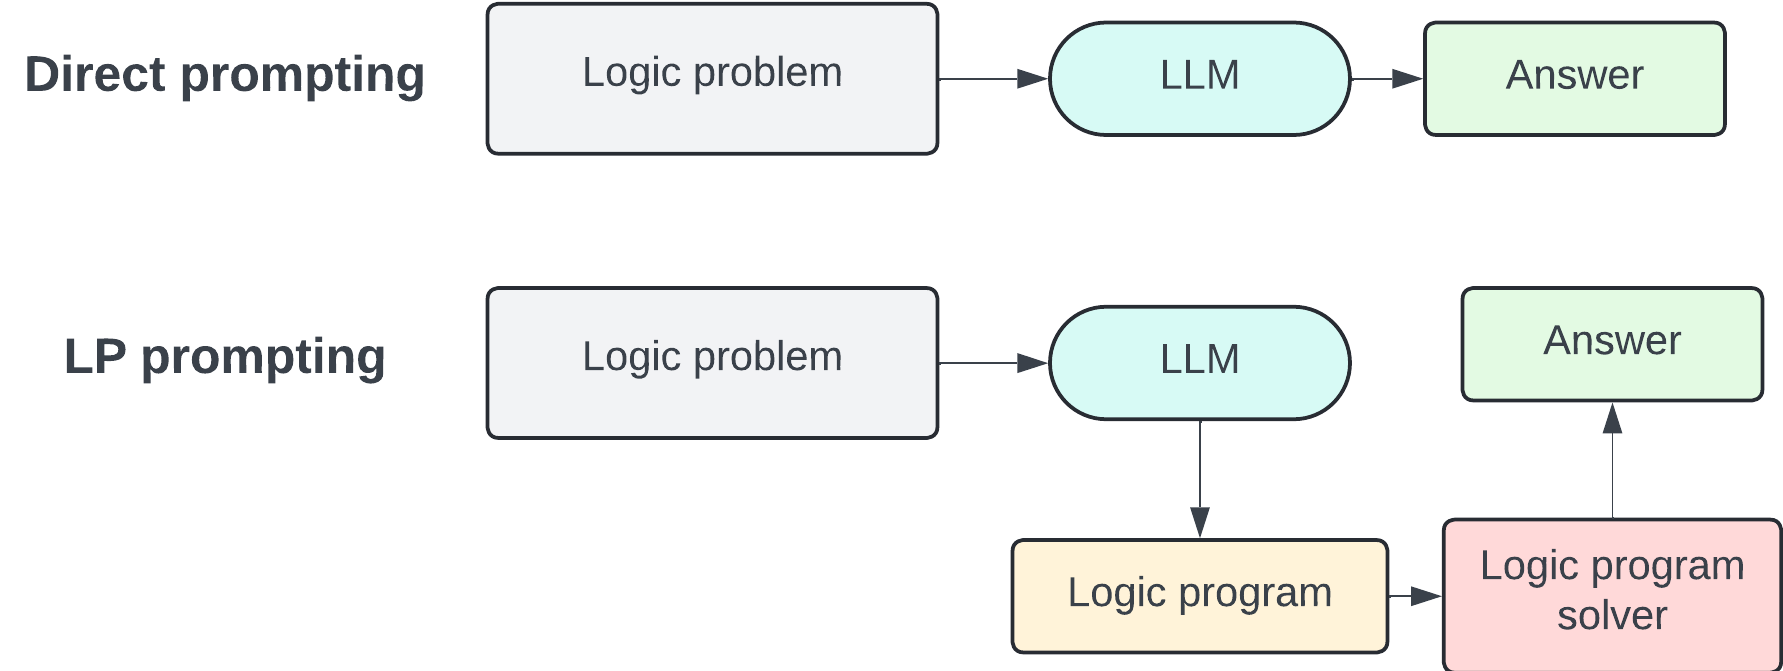 Direct prompting
Logic problem
LLM
Answer
LP prompting
Logic problem
LLM
Answer
Logic program
Logic program
solver